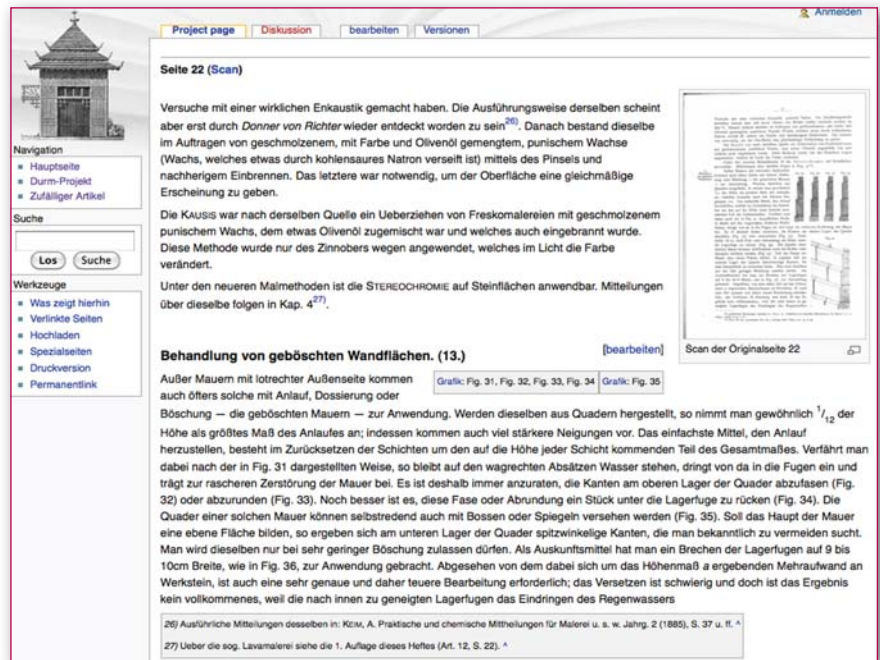 Anmelden
Project page
Diskussion
bearbeiten
Versionen
Navigation
Hauptseite
Durm-Projekt
Zufälliger Artikel
Suche
Los
Suche
Werkzeuge
Was zeigt hierhin
Verlinkte Seiten
Hochladen
Spezialseiten
Druckversion
Permanentlink
Seite 22 (Scan)
Versuche mit einer wirklichen Enkaustik gemacht haben. Die Ausführungsweise derselben scheint
aber erst durch Donner von Richter wieder entdeckt worden zu sein26). Danach bestand dieselbe
im Auftragen von geschmolzenem, mit Farbe und Olivenöl gemengtem, punischem Wachse
(Wachs, welches etwas durch kohlensaures Natron verseift ist) mittels des Pinsels und
nachherigem Einbrennen. Das letztere war notwendig, um der Oberfläche eine gleichmäßige
Erscheinung zu geben.
Die KAUSIS war nach derselben Quelle ein Ueberziehen von Freskomalereien mit geschmolzenem
punischem Wachs, dem etwas Olivenöl zugemischt war und welches auch eingebrannt wurde.
Diese Methode wurde nur des Zinnobers wegen angewendet, welches im Licht die Farbe
verändert.
Unter den neueren Malmethoden ist die STEREOCHROMIE auf Steinflächen anwendbar. Mitteilungen
über dieselbe folgen in Kap. 427).
Scan der Originalseite 22
Behandlung von geböschten Wandflächen. (13.)
[bearbeiten]
Grafik: Fig. 31, Fig. 32, Fig. 33, Fig. 34
Grafik: Fig. 35
Außer Mauern mit lotrechter Außenseite kommen
auch öfters solche mit Anlauf, Dossierung oder
Böschung — die geböschten Mauern — zur Anwendung. Werden dieselben aus Quadern hergestellt, so nimmt man gewöhnlich 1/12 der
Höhe als größtes Maß des Anlaufes an; indessen kommen auch viel stärkere Neigungen vor. Das einfachste Mittel, den Anlauf
herzustellen, besteht im Zurücksetzen der Schichten um den auf die Höhe jeder Schicht kommenden Teil des Gesamtmaßes. Verfährt man
dabei nach der in Fig. 31 dargestellten Weise, so bleibt auf den wagrechten Absätzen Wasser stehen, dringt von da in die Fugen ein und
trägt zur rascheren Zerstörung der Mauer bei. Es ist deshalb immer anzuraten, die Kanten am oberen Lager der Quader abzufasen (Fig.
32) oder abzurunden (Fig. 33). Noch besser ist es, diese Fase oder Abrundung ein Stück unter die Lagerfuge zu rücken (Fig. 34). Die
Quader einer solchen Mauer können selbstredend auch mit Bossen oder Spiegeln versehen werden (Fig. 35). Soll das Haupt der Mauer
eine ebene Fläche bilden, so ergeben sich am unteren Lager der Quader spitzwinkelige Kanten, die man bekanntlich zu vermeiden sucht.
Man wird dieselben nur bei sehr geringer Böschung zulassen dürfen. Als Auskunftsmittel hat man ein Brechen der Lagerfugen auf 9 bis
10cm Breite, wie in Fig. 36, zur Anwendung gebracht. Abgesehen von dem dabei sich um das Höhenmaß a ergebenden Mehraufwand an
Werkstein, ist auch eine sehr genaue und daher teuere Bearbeitung erforderlich; das Versetzen ist schwierig und doch ist das Ergebnis
kein vollkommenes, weil die nach innen zu geneigten Lagerfugen das Eindringen des Regenwassers
26) Ausführliche Mitteilungen desselben in: KEIM, A. Praktische und chemische Mittheilungen für Malerei u. s. w. Jahrg. 2 (1885), S. 37 u. ff. ^
27) Ueber die sog. Lavamalerei siehe die 1. Auflage dieses Heftes (Art. 12, S. 22). ^